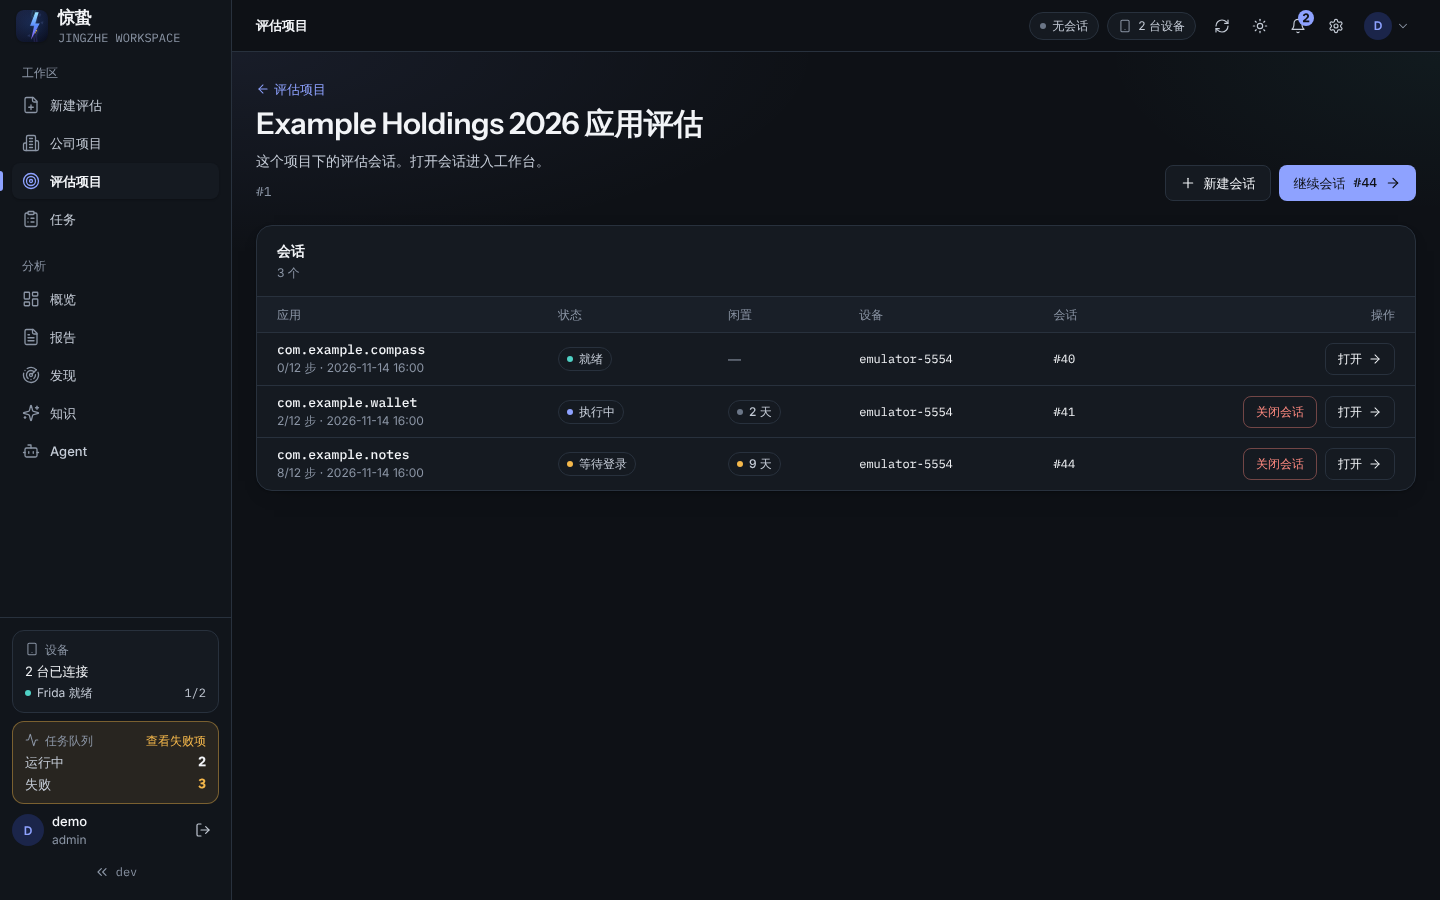 惊蛰
JINGZHE WORKSPACE
工作区
新建评估
公司项目
评估项目
任务
分析
概览
报告
发现
知识
Agent
设备
2 台已连接
Frida 就绪 1/2
任务队列 查看失败项
运行中 2
失败 3
D demo
admin
dev
评估项目 无会话 2 台设备 2 D
评估项目
Example Holdings 2026 应用评估
这个项目下的评估会话。打开会话进入工作台。
#1
新建会话 继续会话 #44
会话
3 个
应用 状态 闲置 设备 会话 操作
com.example.compass
0/12 步 · 2026-11-14 16:00
就绪 — emulator-5554 #40 打开
com.example.wallet
2/12 步 · 2026-11-14 16:00
执行中 2 天 emulator-5554 #41 关闭会话 打开
com.example.notes
8/12 步 · 2026-11-14 16:00
等待登录 9 天 emulator-5554 #44 关闭会话 打开